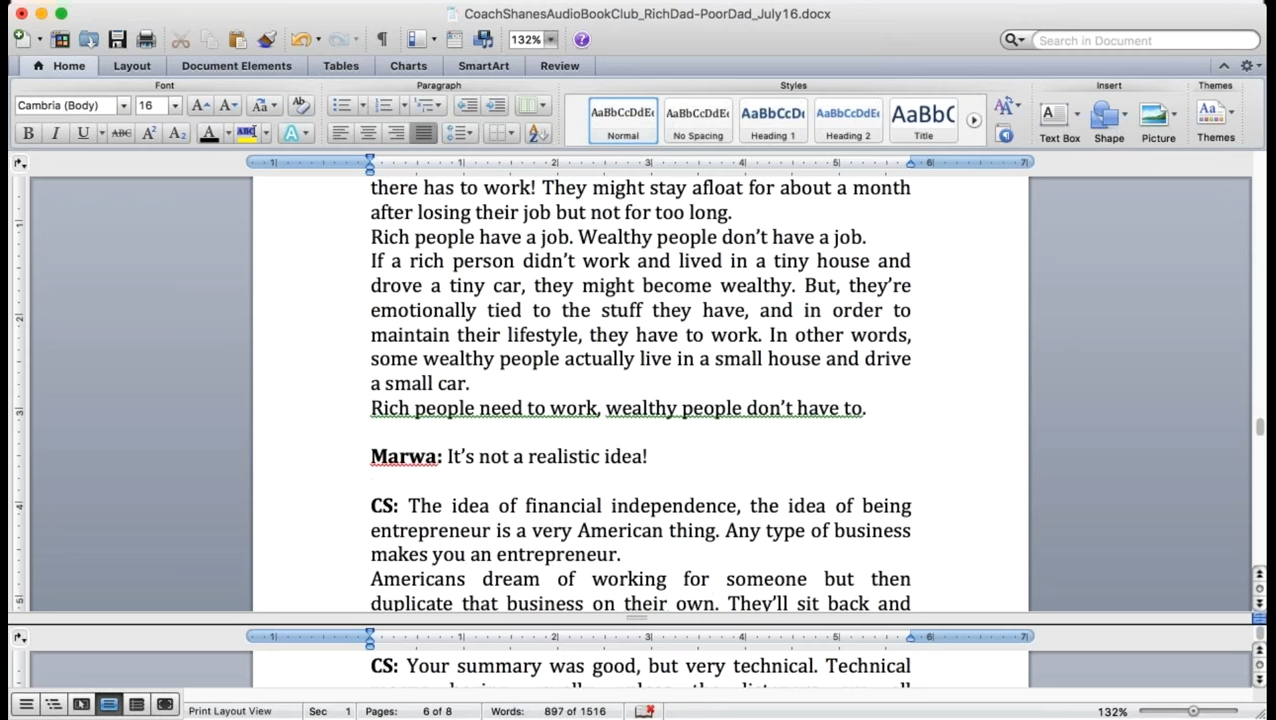 CoachShanesAudioBookClub_RichDad-PoorDad_July16.docx
132%
Search in Document
Home Layout Document Elements Tables Charts SmartArt Review
Font Paragraph Styles Insert Themes
Cambria (Body) 16
AaBbCcDdEe AaBbCcDdEe AaBbCcDı AaBbCcDdEe AaBbC
Normal No Spacing Heading 1 Heading 2 Title
Text Box Shape Picture Themes
there has to work! They might stay afloat for about a month
after losing their job but not for too long.
Rich people have a job. Wealthy people don’t have a job.
If a rich person didn’t work and lived in a tiny house and
drove a tiny car, they might become wealthy. But, they’re
emotionally tied to the stuff they have, and in order to
maintain their lifestyle, they have to work. In other words,
some wealthy people actually live in a small house and drive
a small car.
Rich people need to work, wealthy people don’t have to.
Marwa: It’s not a realistic idea!
CS: The idea of financial independence, the idea of being
entrepreneur is a very American thing. Any type of business
makes you an entrepreneur.
Americans dream of working for someone but then
duplicate that business on their own. They’ll sit back and
CS: Your summary was good, but very technical. Technical
Print Layout View Sec 1 Pages: 6 of 8 Words: 897 of 1516 132%